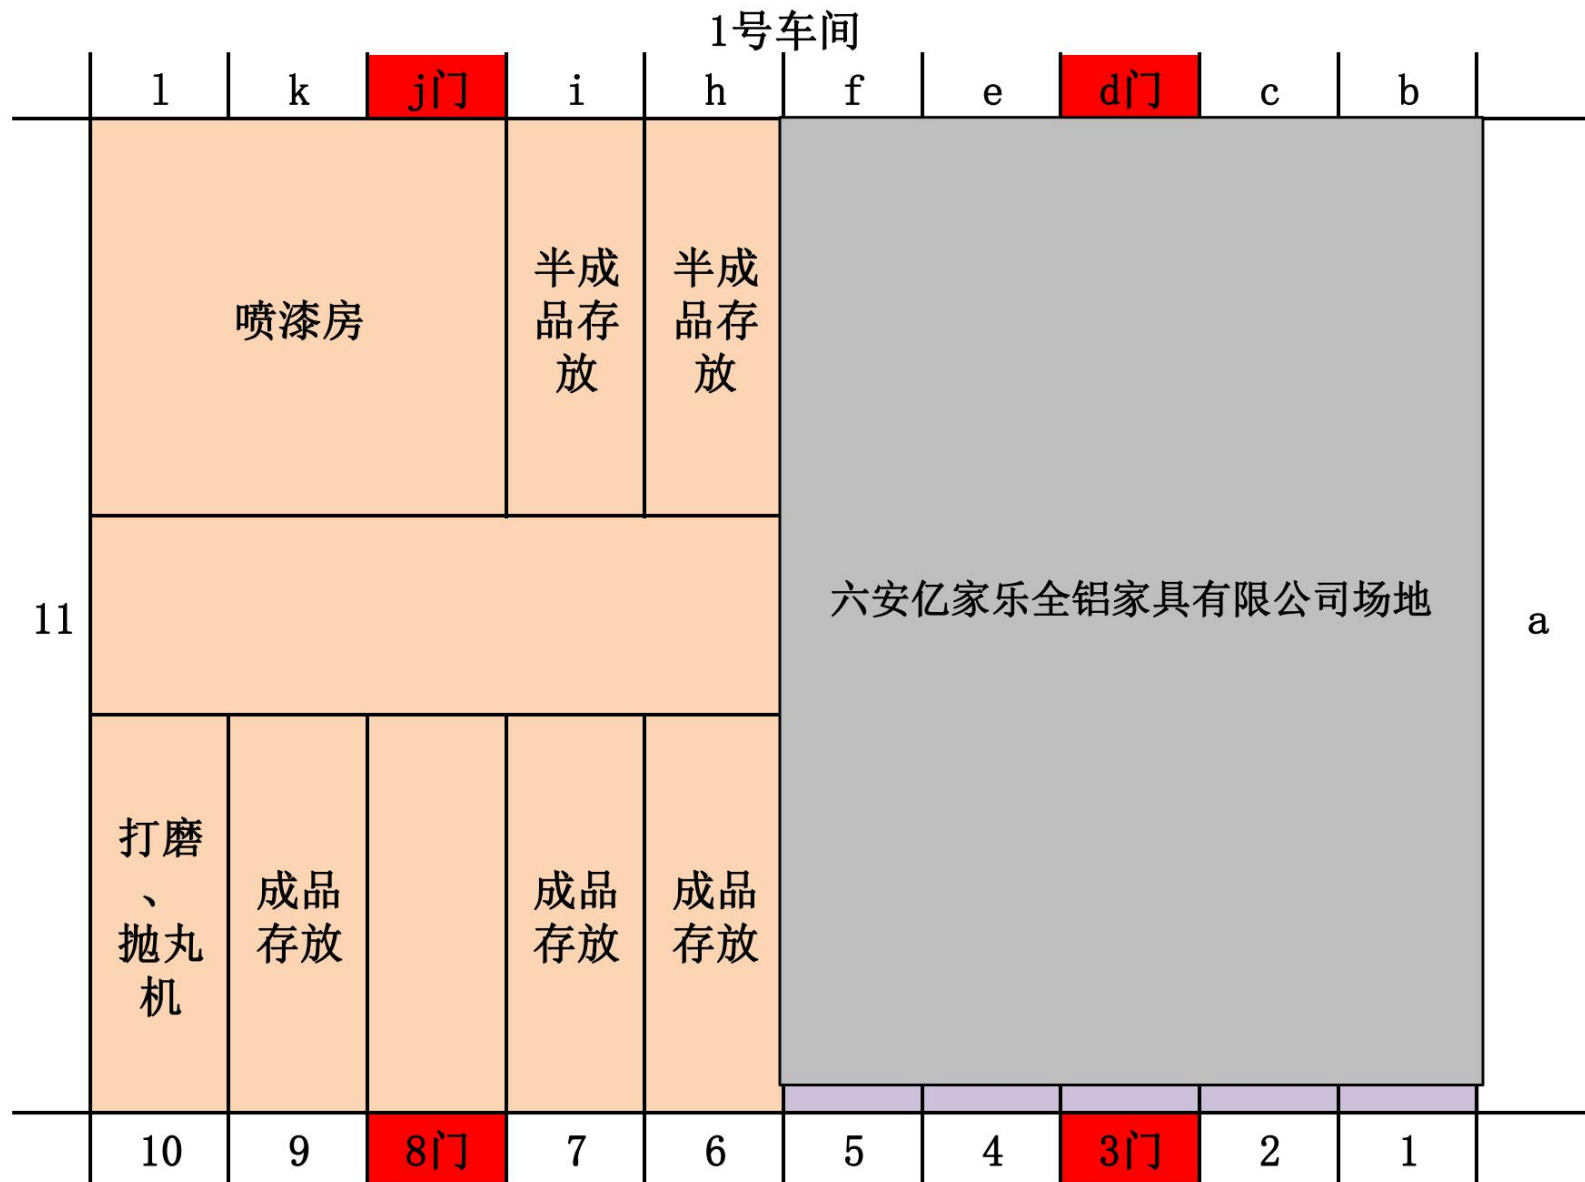 1号车间
l k j门 i h f e d门 c b
喷漆房
半成
品存
放
半成
品存
放
六安亿家乐全铝家具有限公司场地
11
a
打磨
、
抛丸
机
成品
存放
成品
存放
成品
存放
10 9 8门 7 6 5 4 3门 2 1